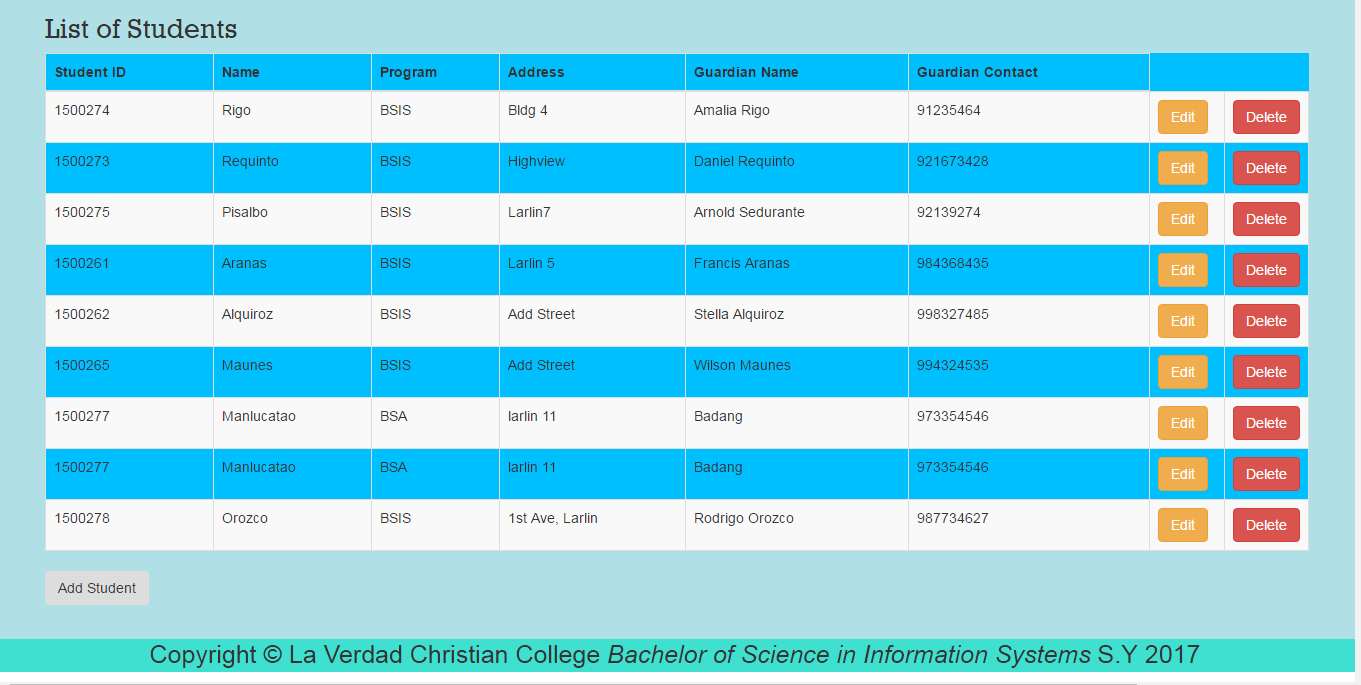 List of Students
Student ID Name Program Address Guardian Name Guardian Contact
1500274 Rigo BSIS Bldg 4 Amalia Rigo 91235464 Edit Delete
1500273 Requinto BSIS Highview Daniel Requinto 921673428 Edit Delete
1500275 Pisalbo BSIS Larlin7 Arnold Sedurante 92139274 Edit Delete
1500261 Aranas BSIS Larlin 5 Francis Aranas 984368435 Edit Delete
1500262 Alquiroz BSIS Add Street Stella Alquiroz 998327485 Edit Delete
1500265 Maunes BSIS Add Street Wilson Maunes 994324535 Edit Delete
1500277 Manlucatao BSA larlin 11 Badang 973354546 Edit Delete
1500277 Manlucatao BSA larlin 11 Badang 973354546 Edit Delete
1500278 Orozco BSIS 1st Ave, Larlin Rodrigo Orozco 987734627 Edit Delete
Add Student
Copyright © La Verdad Christian College Bachelor of Science in Information Systems S.Y 2017